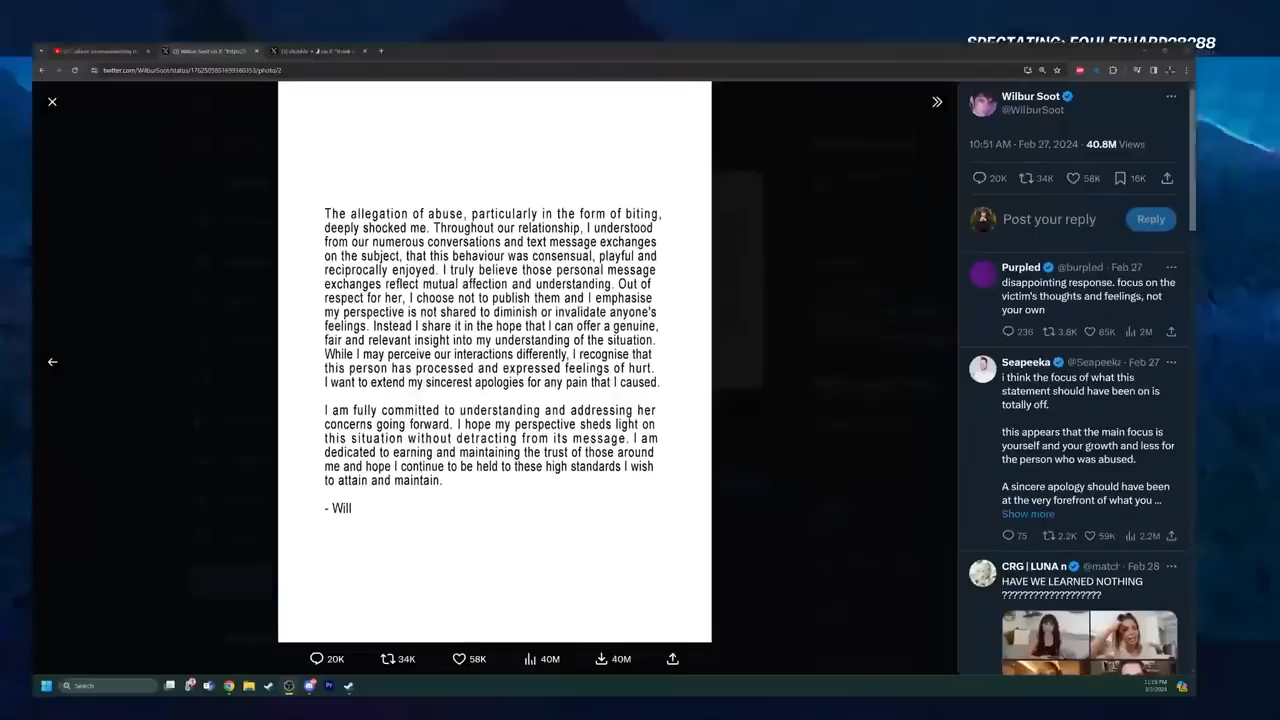 SPECTATING: FOULERHARP28288
twitter.com/WilburSoot/status/1762505851699380353/photo/2
The allegation of abuse, particularly in the form of biting,
deeply shocked me. Throughout our relationship, I understood
from our numerous conversations and text message exchanges
on the subject, that this behaviour was consensual, playful and
reciprocally enjoyed. I truly believe those personal message
exchanges reflect mutual affection and understanding. Out of
respect for her, I choose not to publish them and I emphasise
my perspective is not shared to diminish or invalidate anyone's
feelings. Instead I share it in the hope that I can offer a genuine,
fair and relevant insight into my understanding of the situation.
While I may perceive our interactions differently, I recognise that
this person has processed and expressed feelings of hurt.
I want to extend my sincerest apologies for any pain that I caused.
I am fully committed to understanding and addressing her
concerns going forward. I hope my perspective sheds light on
this situation without detracting from its message. I am
dedicated to earning and maintaining the trust of those around
me and hope I continue to be held to these high standards I wish
to attain and maintain.
- Will
20K 34K 58K 40M 40M
Wilbur Soot
@WilburSoot
10:51 AM · Feb 27, 2024 · 40.8M Views
20K 34K 58K 16K
Post your reply
Reply
Purpled @burpled · Feb 27
disappointing response. focus on the
victim's thoughts and feelings, not
your own
236 3.8K 65K 2M
Seapeeka @Seapeeka · Feb 27
i think the focus of what this
statement should have been on is
totally off.
this appears that the main focus is
yourself and your growth and less for
the person who was abused.
A sincere apology should have been
at the very forefront of what you ...
Show more
75 2.2K 59K 2.2M
CRG | LUNA n @match · Feb 28
HAVE WE LEARNED NOTHING
???????????????????
Search
11:53 PM